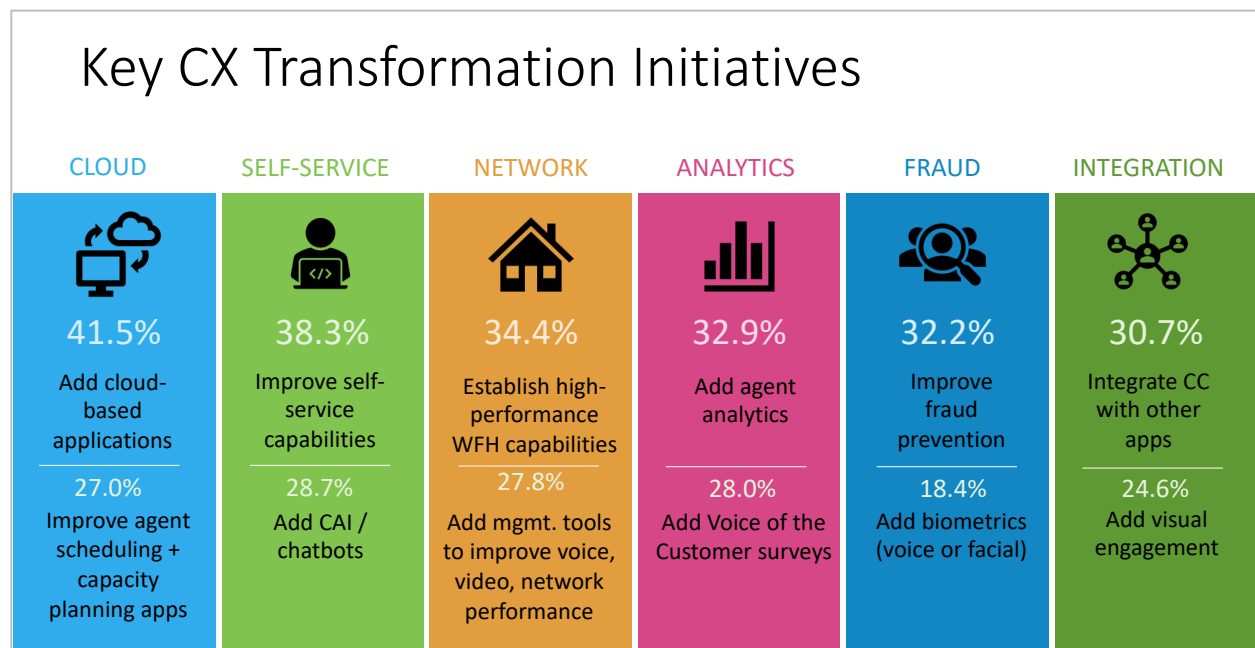 Key CX Transformation Initiatives
CLOUD
41.5%
Add cloud-
based
applications
27.0%
Improve agent
scheduling +
capacity
planning apps
SELF-SERVICE
</>
38.3%
Improve self-
service
capabilities
28.7%
Add CAI /
chatbots
NETWORK
34.4%
Establish high-
performance
WFH capabilities
27.8%
Add mgmt. tools
to improve voice,
video, network
performance
ANALYTICS
32.9%
Add agent
analytics
28.0%
Add Voice of the
Customer surveys
FRAUD
32.2%
Improve
fraud
prevention
18.4%
Add biometrics
(voice or facial)
INTEGRATION
30.7%
Integrate CC
with other
apps
24.6%
Add visual
engagement